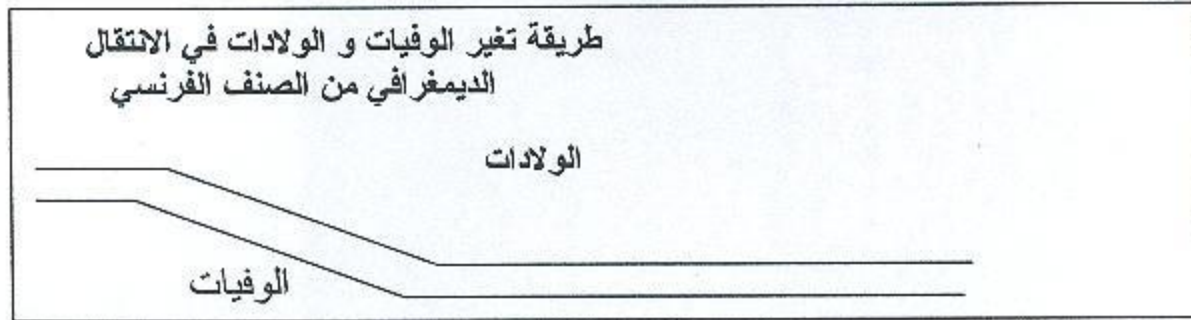 طريقة تغير الوفيات و الولادات في الانتقال
الديمغرافي من الصنف الفرنسي
الولادات
الوفيات